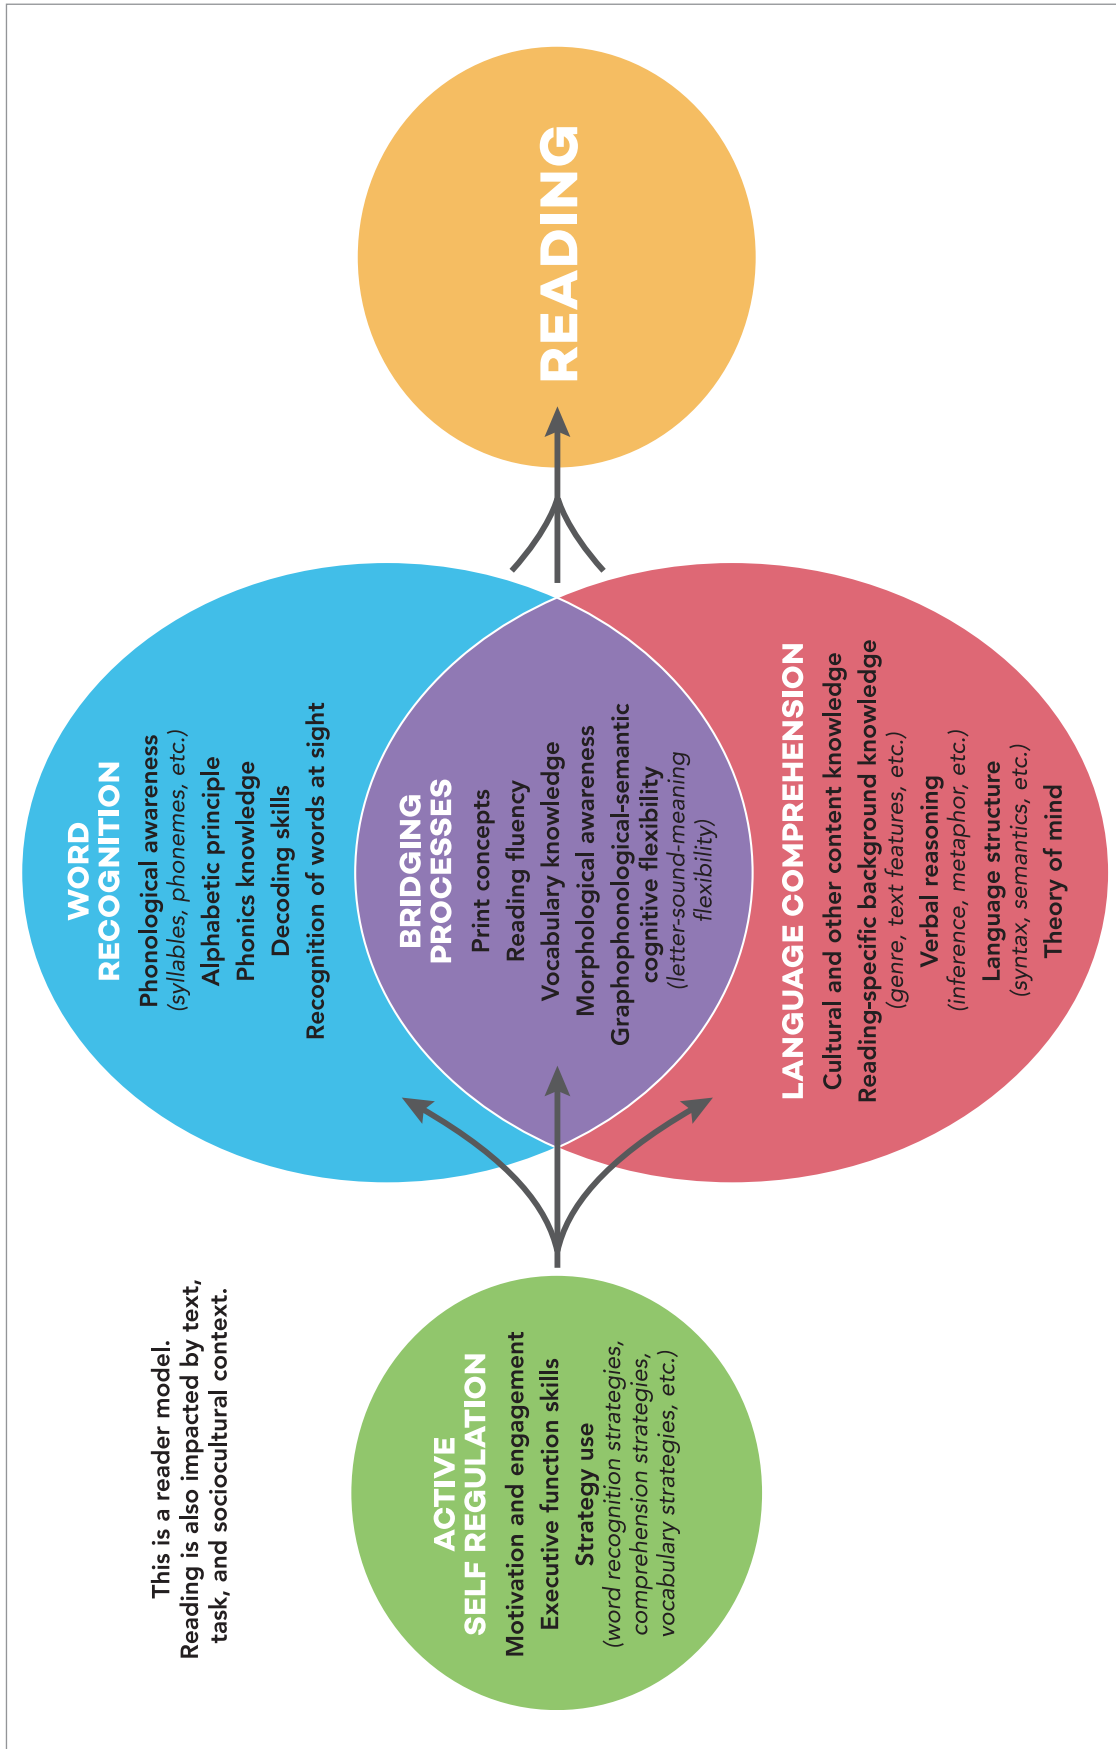 This is a reader model.
Reading is also impacted by text,
task, and sociocultural context.
ACTIVE
SELF REGULATION
Motivation and engagement
Executive function skills
Strategy use
(word recognition strategies,
comprehension strategies,
vocabulary strategies, etc.)
WORD
RECOGNITION
Phonological awareness
(syllables, phonemes, etc.)
Alphabetic principle
Phonics knowledge
Decoding skills
Recognition of words at sight
BRIDGING
PROCESSES
Print concepts
Reading fluency
Vocabulary knowledge
Morphological awareness
Graphophonological-semantic
cognitive flexibility
(letter-sound-meaning
flexibility)
LANGUAGE COMPREHENSION
Cultural and other content knowledge
Reading-specific background knowledge
(genre, text features, etc.)
Verbal reasoning
(inference, metaphor, etc.)
Language structure
(syntax, semantics, etc.)
Theory of mind
READING